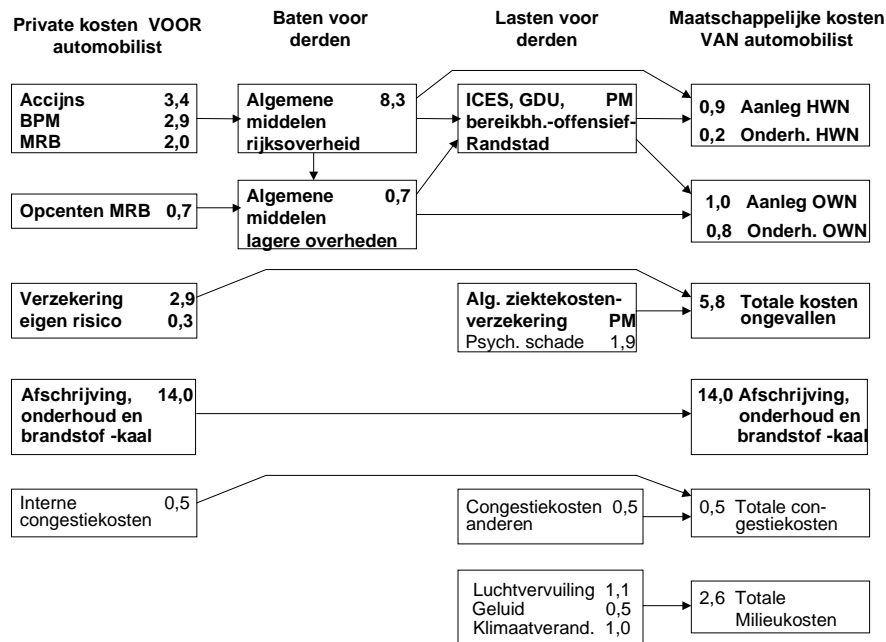 Private kosten VOOR
automobilist
Baten voor
derden
Lasten voor
derden
Maatschappelijke kosten
VAN automobilist
Accijns 3,4
BPM 2,9
MRB 2,0
Algemene 8,3
middelen
rijksoverheid
ICES, GDU, PM
bereikbh.-offensief-
Randstad
0,9 Aanleg HWN
0,2 Onderh. HWN
Opcenten MRB 0,7
Algemene 0,7
middelen
lagere overheden
1,0 Aanleg OWN
0,8 Onderh. OWN
Verzekering 2,9
eigen risico 0,3
Alg. ziektekosten-
verzekering PM
Psych. schade 1,9
5,8 Totale kosten
ongevallen
Afschrijving, 14,0
onderhoud en
brandstof -kaal
14,0 Afschrijving,
onderhoud en
brandstof -kaal
Interne 0,5
congestiekosten
Congestiekosten 0,5
anderen
0,5 Totale con-
gestiekosten
Luchtvervuiling 1,1
Geluid 0,5
Klimaatverand. 1,0
2,6 Totale
Milieukosten